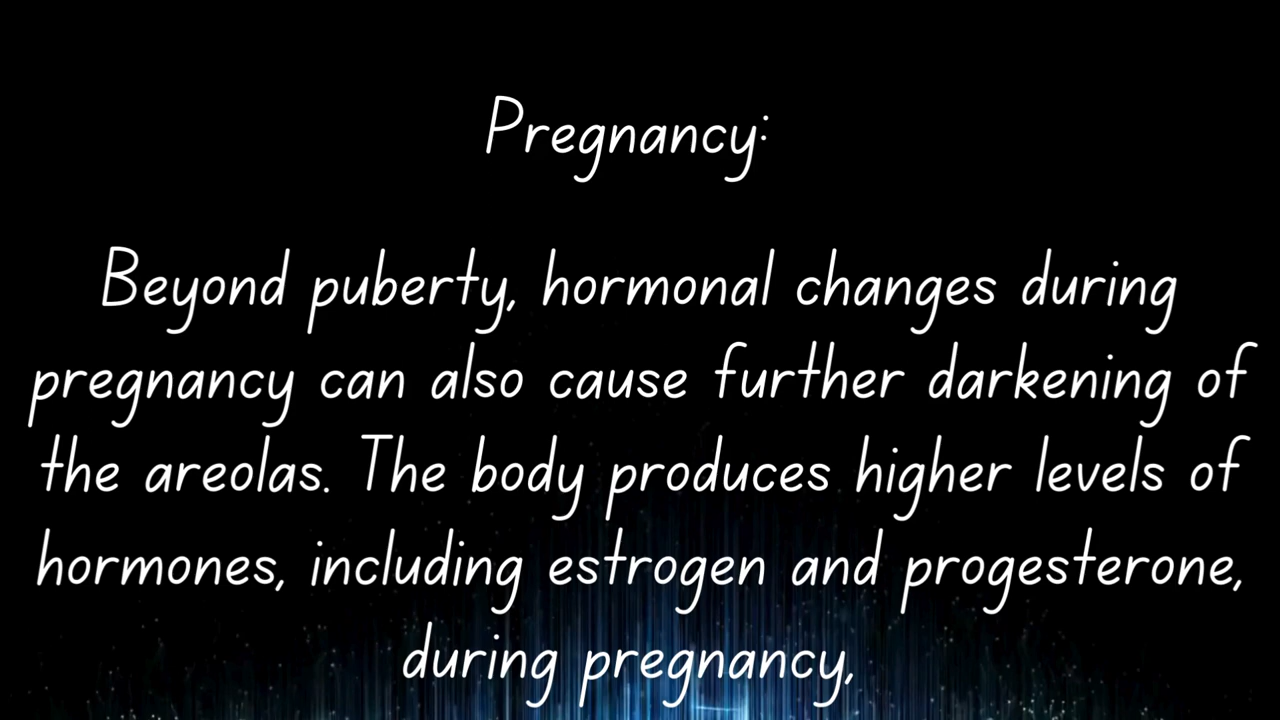 Pregnancy:
Beyond puberty, hormonal changes during
pregnancy can also cause further darkening of
the areolas. The body produces higher levels of
hormones, including estrogen and progesterone,
during pregnancy,